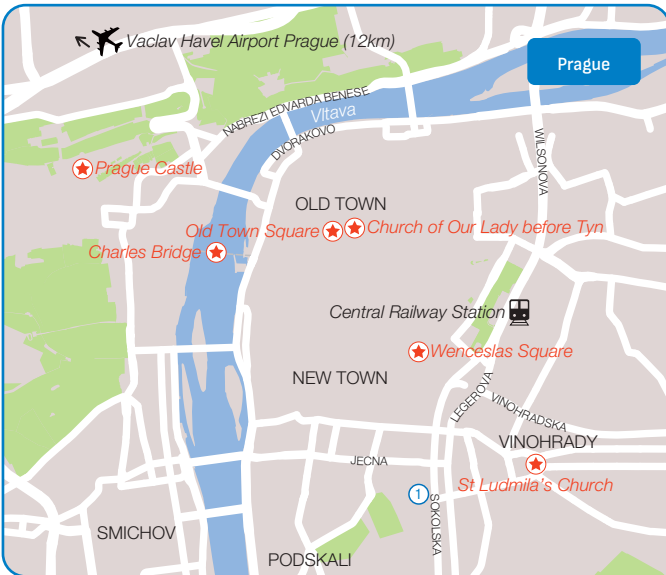 Vaclav Havel Airport Prague (12km)
Prague
NABREZI EDVARDA BENESE
Vltava
DVORAKOVO
WILSONOVA
Prague Castle
OLD TOWN
Old Town Square
Church of Our Lady before Tyn
Charles Bridge
Central Railway Station
Wenceslas Square
NEW TOWN
LEGEROVA
VINOHRADSKA
VINOHRADY
JECNA
St Ludmila's Church
1
SOKOLSKA
SMICHOV
PODSKALI